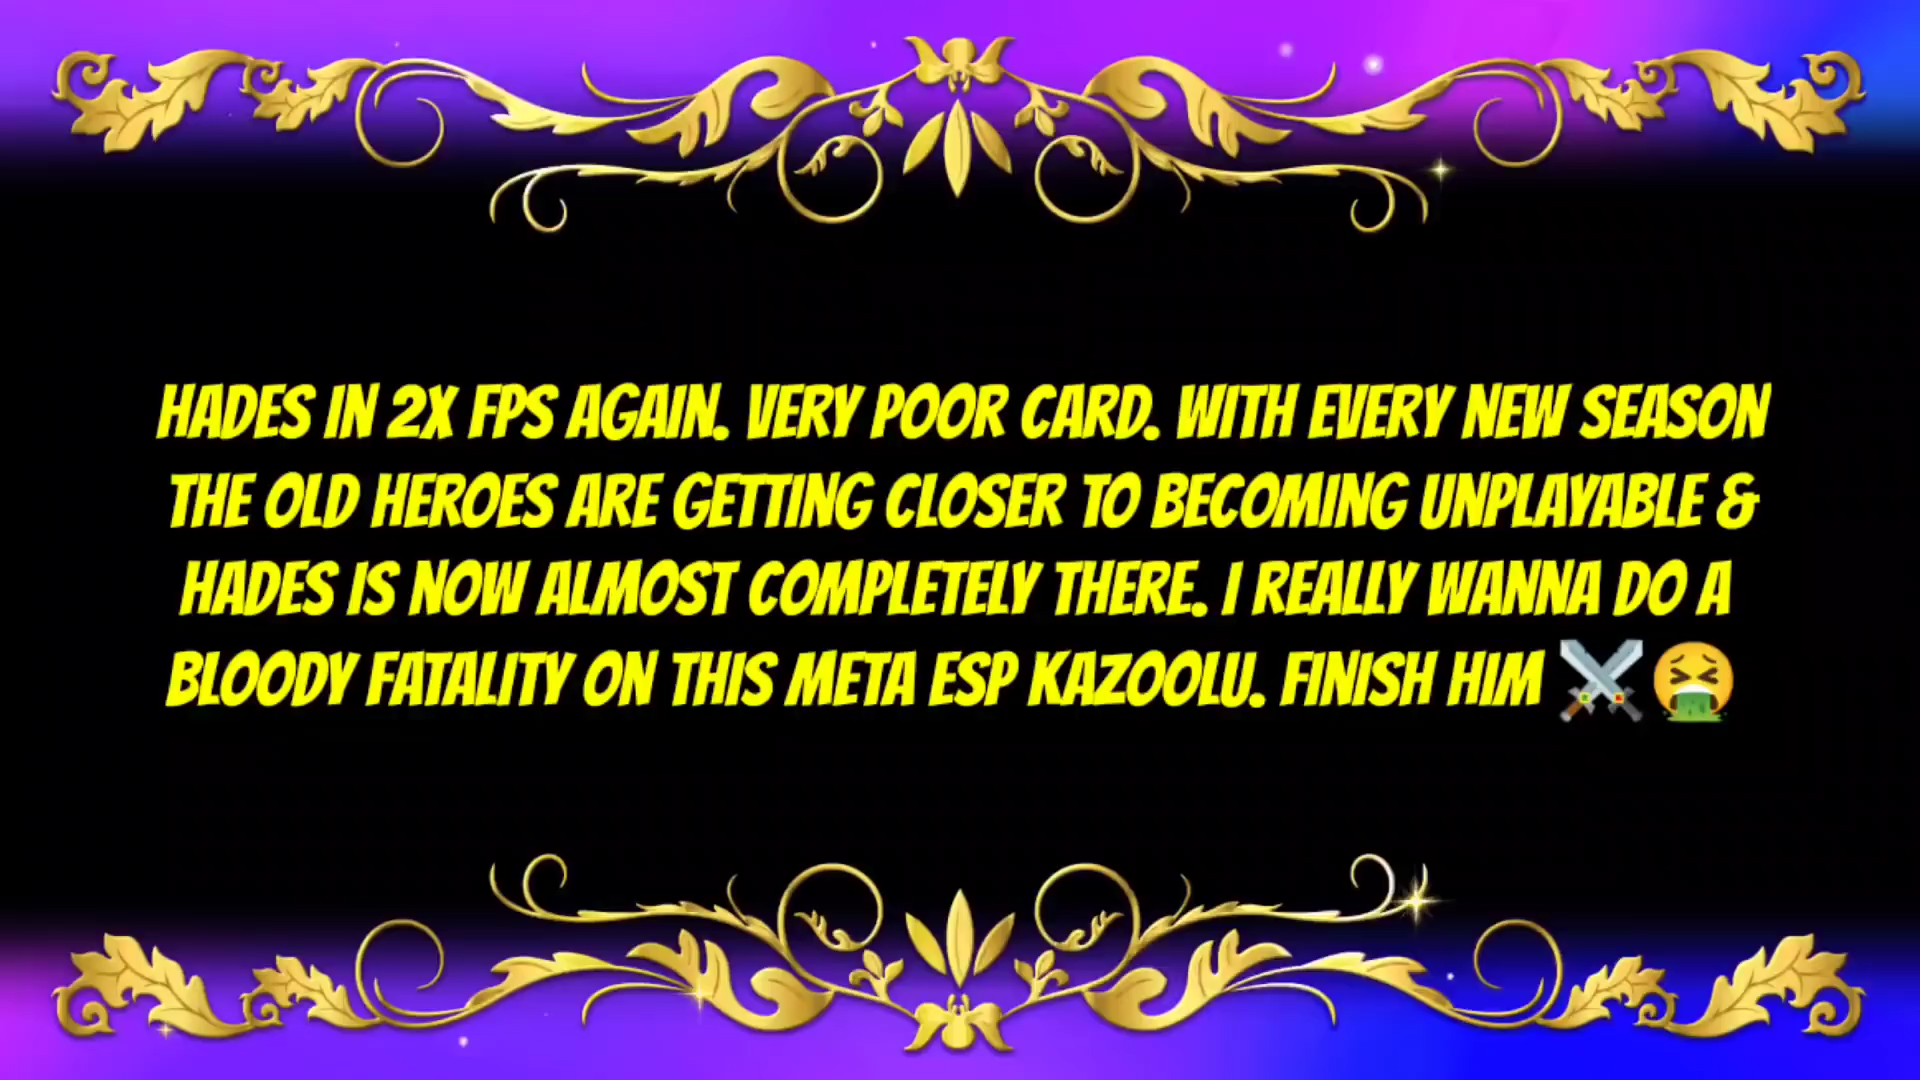 HADES IN 2X FPS AGAIN. VERY POOR CARD. WITH EVERY NEW SEASON
THE OLD HEROES ARE GETTING CLOSER TO BECOMING UNPLAYABLE &
HADES IS NOW ALMOST COMPLETELY THERE. I REALLY WANNA DO A
BLOODY FATALITY ON THIS META ESP KAZOOLU. FINISH HIM ⚔️🤮